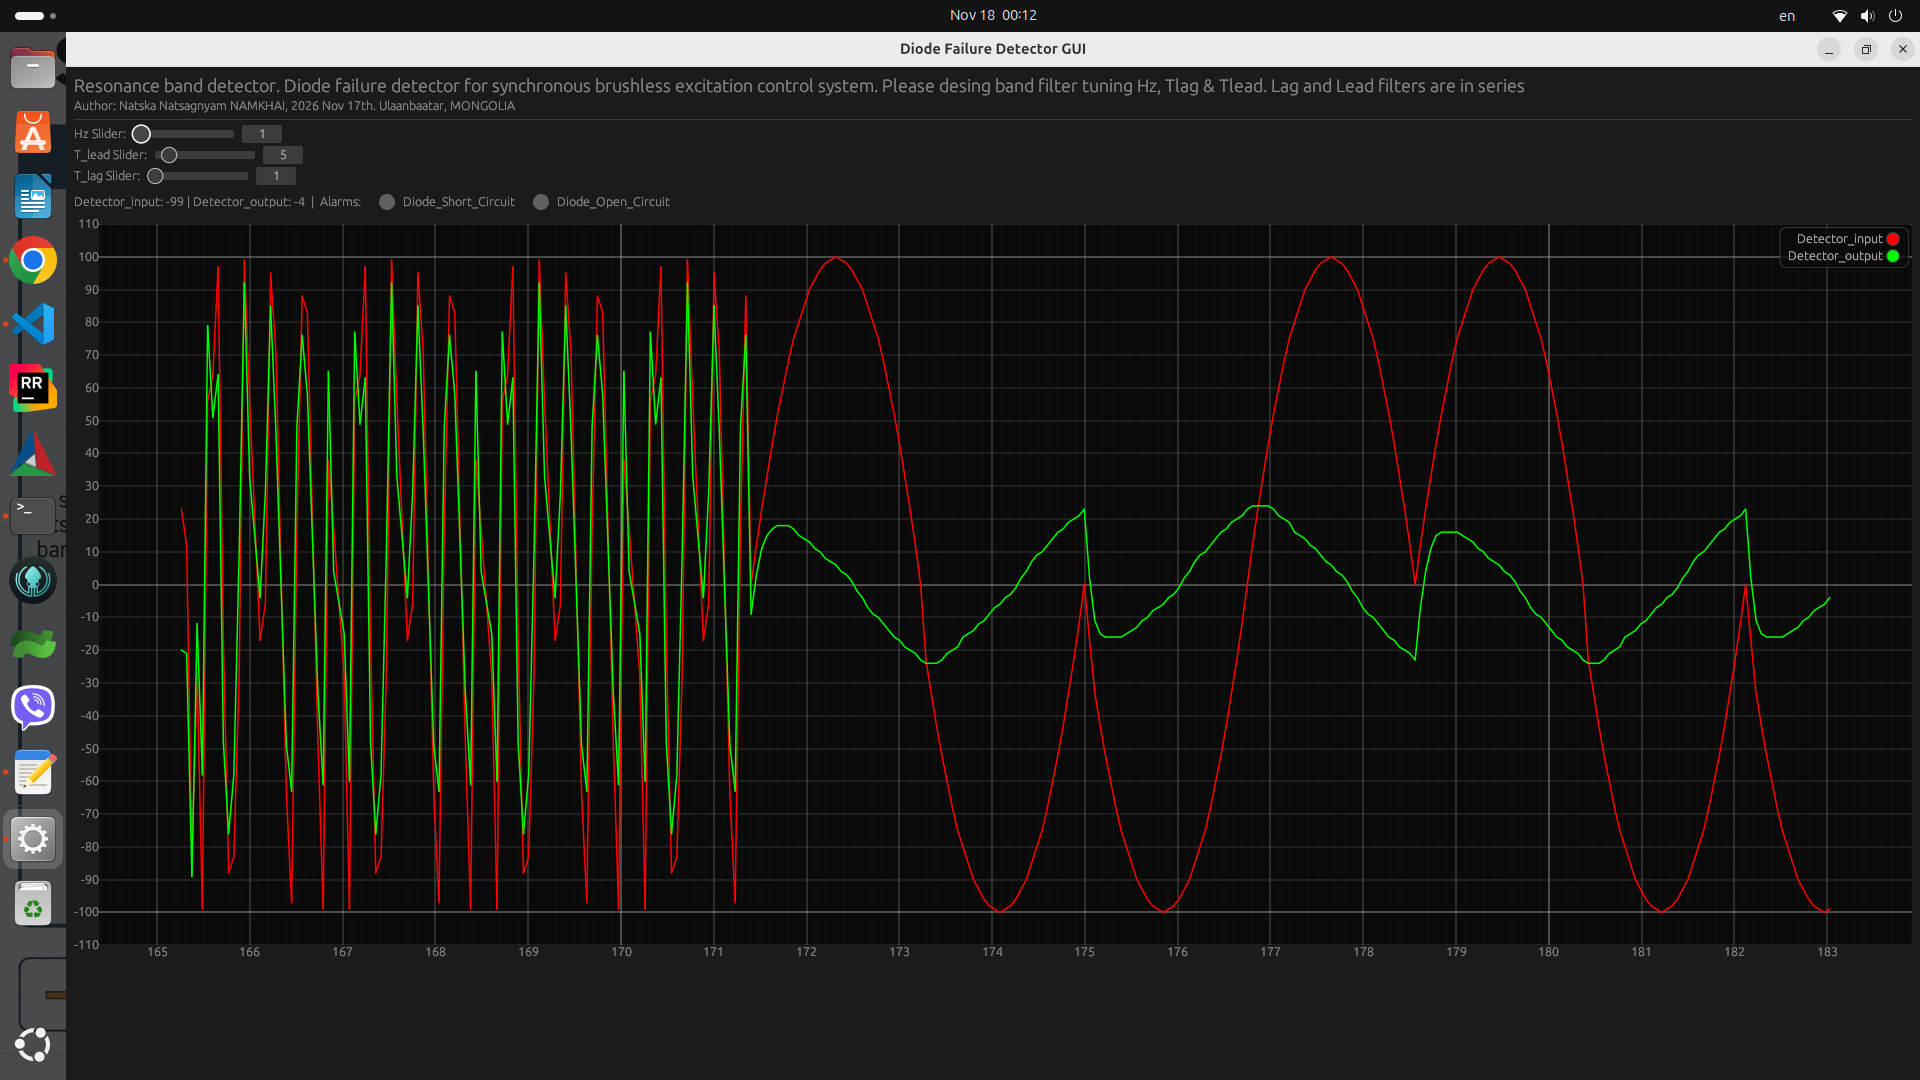 Nov 18 00:12
en
Diode Failure Detector GUI
Resonance band detector. Diode failure detector for synchronous brushless excitation control system. Please desing band filter tuning Hz, Tlag & Tlead. Lag and Lead filters are in series
Author: Natska Natsagnyam NAMKHAI, 2026 Nov 17th. Ulaanbaatar, MONGOLIA
Hz Slider: 1
T_lead Slider: 5
T_lag Slider: 1
Detector_input: -99 | Detector_output: -4 | Alarms: Diode_Short_Circuit Diode_Open_Circuit
Detector_input
Detector_output
110
100
90
80
70
60
50
40
30
20
10
0
-10
-20
-30
-40
-50
-60
-70
-80
-90
-100
-110
165 166 167 168 169 170 171 172 173 174 175 176 177 178 179 180 181 182 183
RR
>_